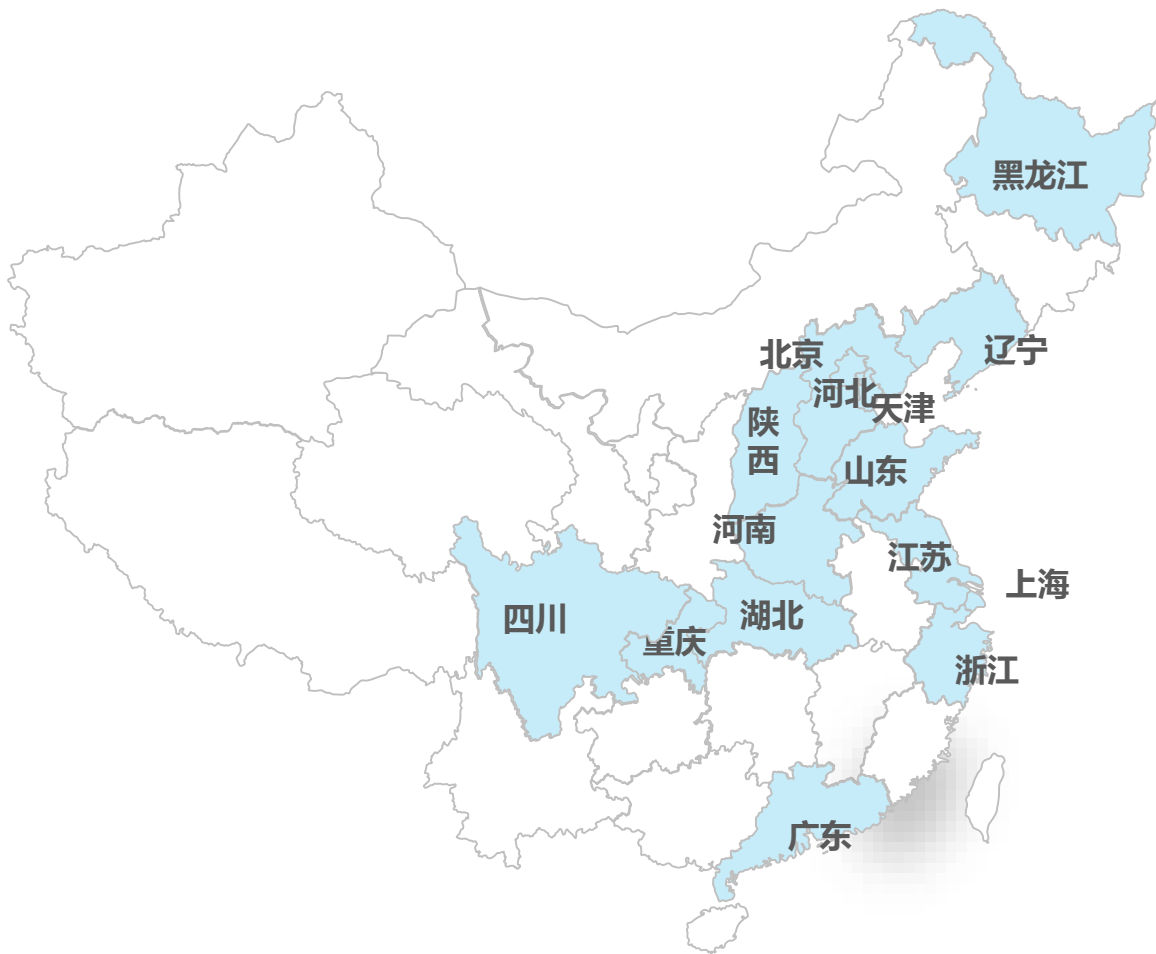 黑龙江
辽宁
北京
河北
天津
陕
西
山东
河南
江苏
上海
四川
湖北
重庆
浙江
广东